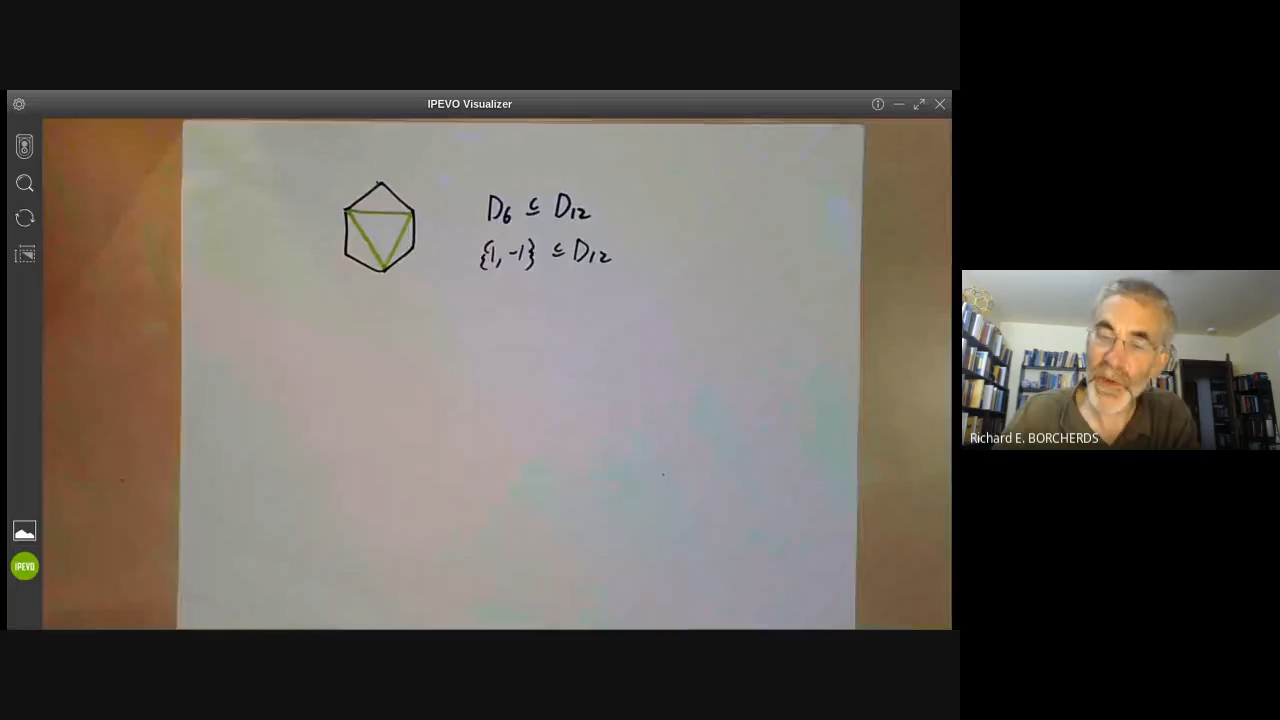 IPEVO Visualizer
D₆ ⊆ D₁₂
{1, -1} ⊆ D₁₂
IPEVO
Richard E. BORCHERDS